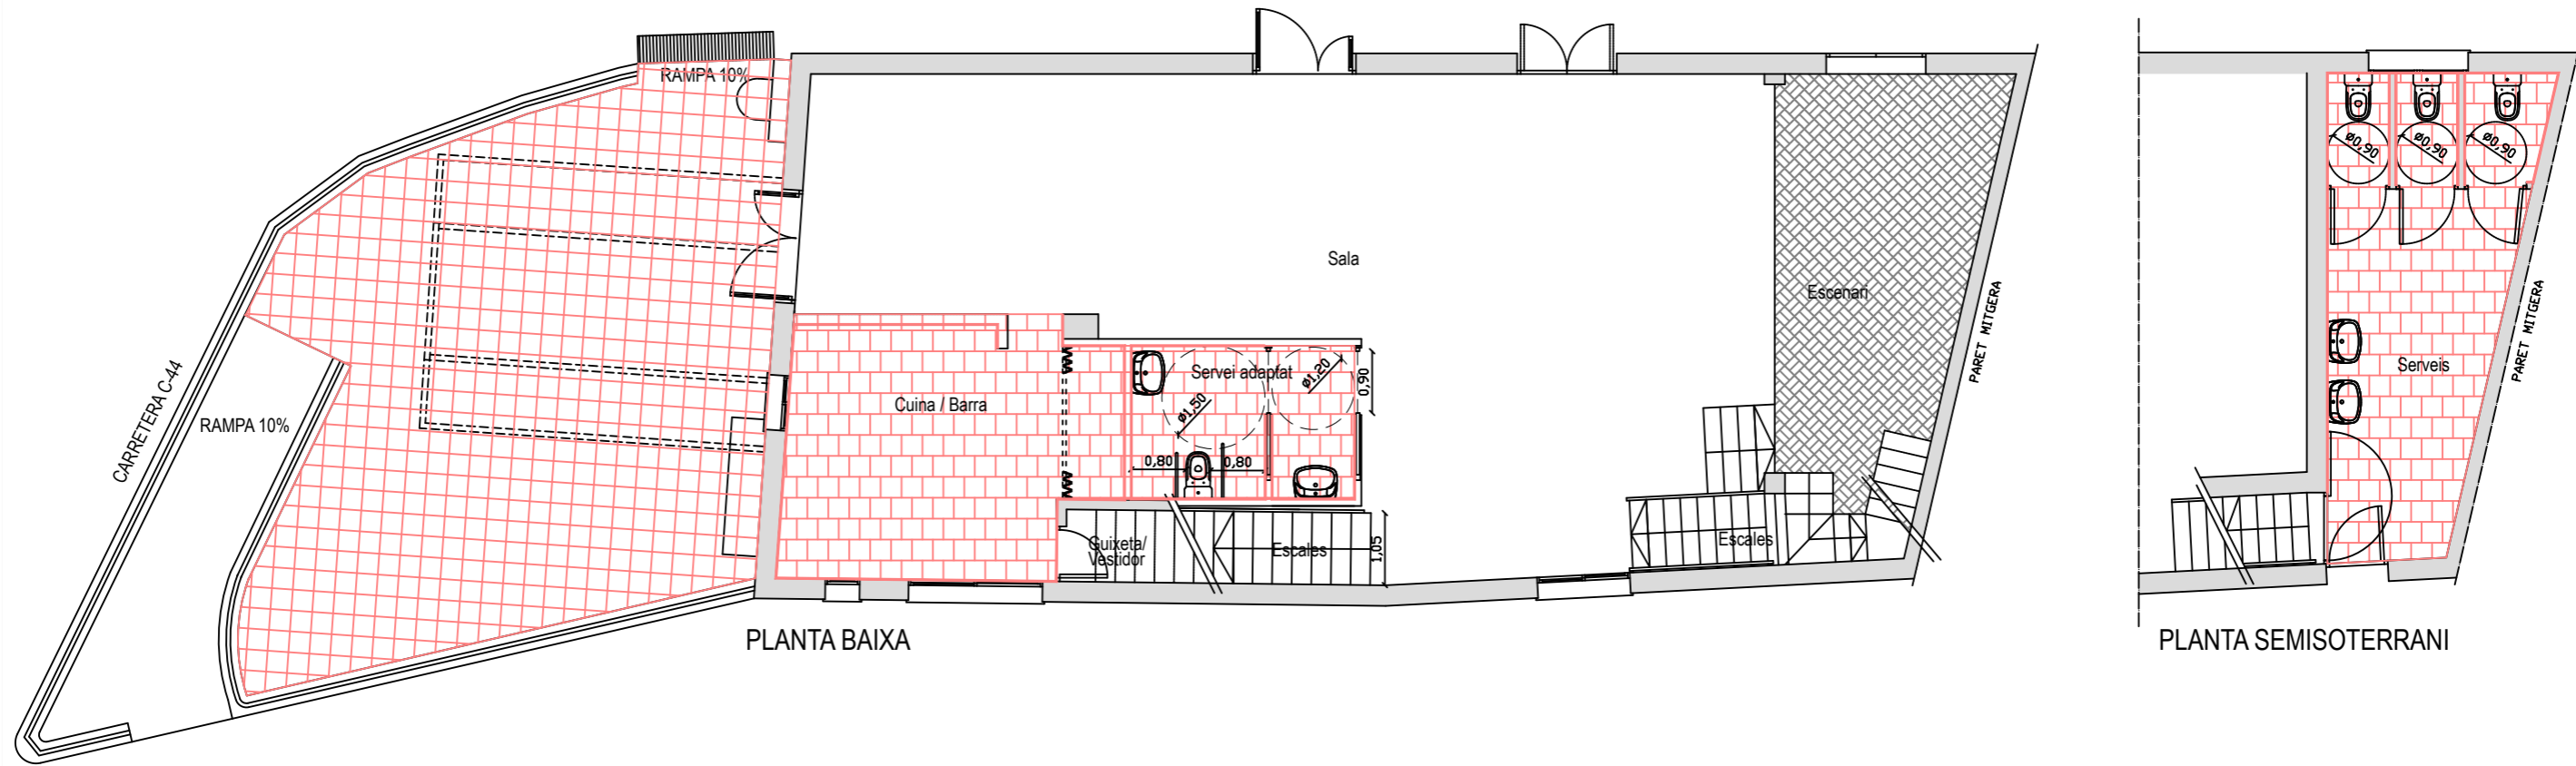 RAMPA 10%
CARRETERA C-44
RAMPA 10%
Sala
Escenari
PARET MITGERA
Cuina / Barra
Servei adaptat
ø1,50
ø1,20
0,90
0,80
0,80
Guixeta/
Vestidor
Escales
1,05
Escales
PLANTA BAIXA
ø0,90
ø0,90
ø0,90
Serveis
PARET MITGERA
PLANTA SEMISOTERRANI